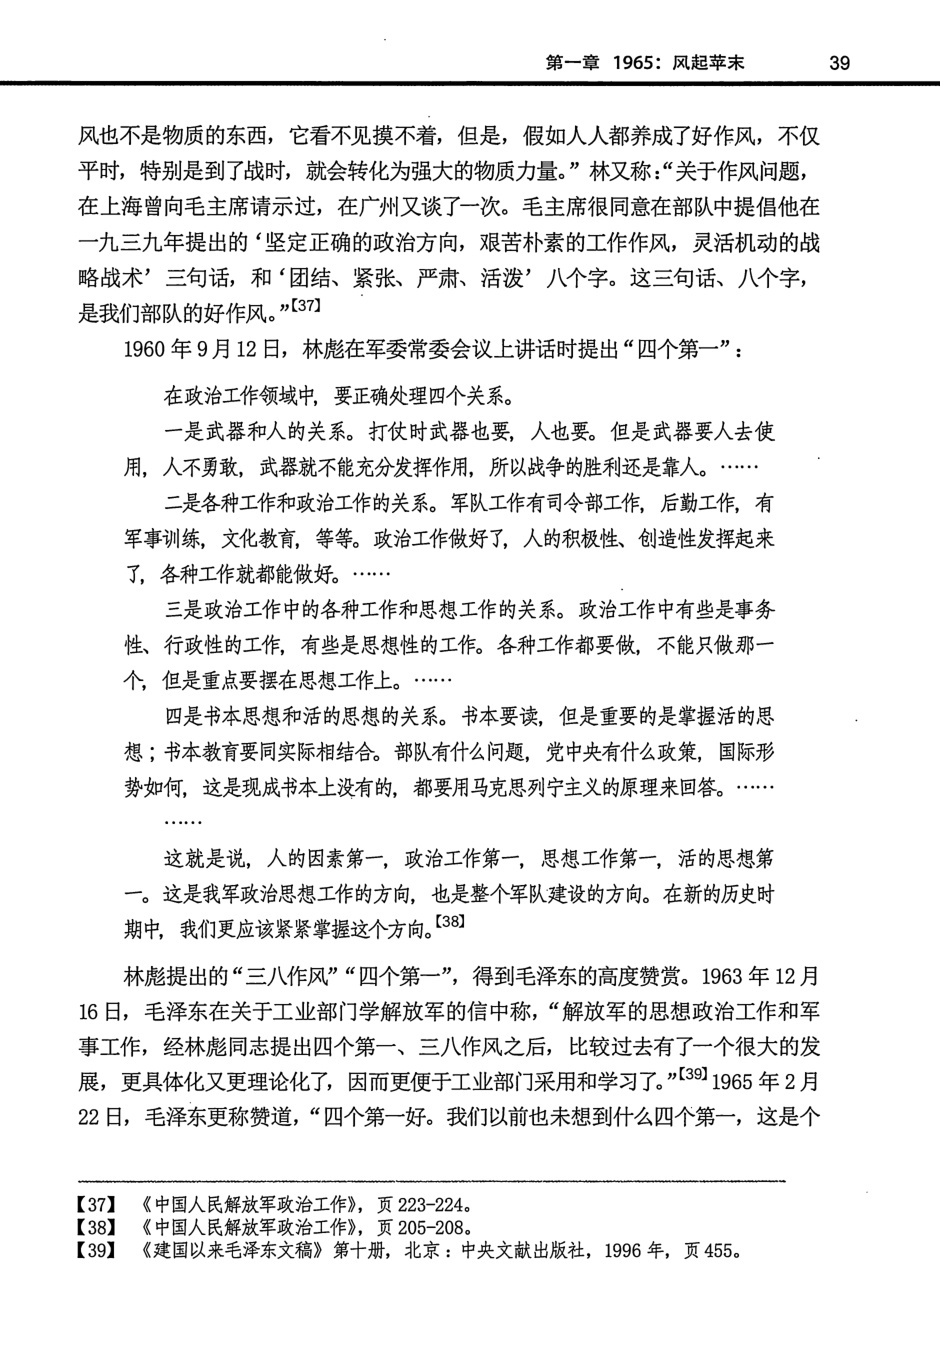 第一章 1965：风起苹末 39
风也不是物质的东西，它看不见摸不着，但是，假如人人都养成了好作风，不仅
平时，特别是到了战时，就会转化为强大的物质力量。”林又称：“关于作风问题，
在上海曾向毛主席请示过，在广州又谈了一次。毛主席很同意在部队中提倡他在
一九三九年提出的‘坚定正确的政治方向，艰苦朴素的工作作风，灵活机动的战
略战术’三句话，和‘团结、紧张、严肃、活泼’八个字。这三句话、八个字，
是我们部队的好作风。”【37】
1960 年 9 月 12 日，林彪在军委常委会议上讲话时提出“四个第一”：
在政治工作领域中，要正确处理四个关系。
一是武器和人的关系。打仗时武器也要，人也要。但是武器要人去使
用，人不勇敢，武器就不能充分发挥作用，所以战争的胜利还是靠人。……
二是各种工作和政治工作的关系。军队工作有司令部工作，后勤工作，有
军事训练，文化教育，等等。政治工作做好了，人的积极性、创造性发挥起来
了，各种工作就都能做好。……
三是政治工作中的各种工作和思想工作的关系。政治工作中有些是事务
性、行政性的工作，有些是思想性的工作。各种工作都要做，不能只做那一
个，但是重点要摆在思想工作上。……
四是书本思想和活的思想的关系。书本要读，但是重要的是掌握活的思
想；书本教育要同实际相结合。部队有什么问题，党中央有什么政策，国际形
势如何，这是现成书本上没有的，都要用马克思列宁主义的原理来回答。……
……
这就是说，人的因素第一，政治工作第一，思想工作第一，活的思想第
一。这是我军政治思想工作的方向，也是整个军队建设的方向。在新的历史时
期中，我们更应该紧紧掌握这个方向。【38】
林彪提出的“三八作风”“四个第一”，得到毛泽东的高度赞赏。1963 年 12 月
16 日，毛泽东在关于工业部门学解放军的信中称，“解放军的思想政治工作和军
事工作，经林彪同志提出四个第一、三八作风之后，比较过去有了一个很大的发
展，更具体化又更理论化了，因而更便于工业部门采用和学习了。”【39】1965 年 2 月
22 日，毛泽东更称赞道，“四个第一好。我们以前也未想到什么四个第一，这是个
【37】 《中国人民解放军政治工作》，页 223-224。
【38】 《中国人民解放军政治工作》，页 205-208。
【39】 《建国以来毛泽东文稿》第十册，北京：中央文献出版社，1996 年，页 455。